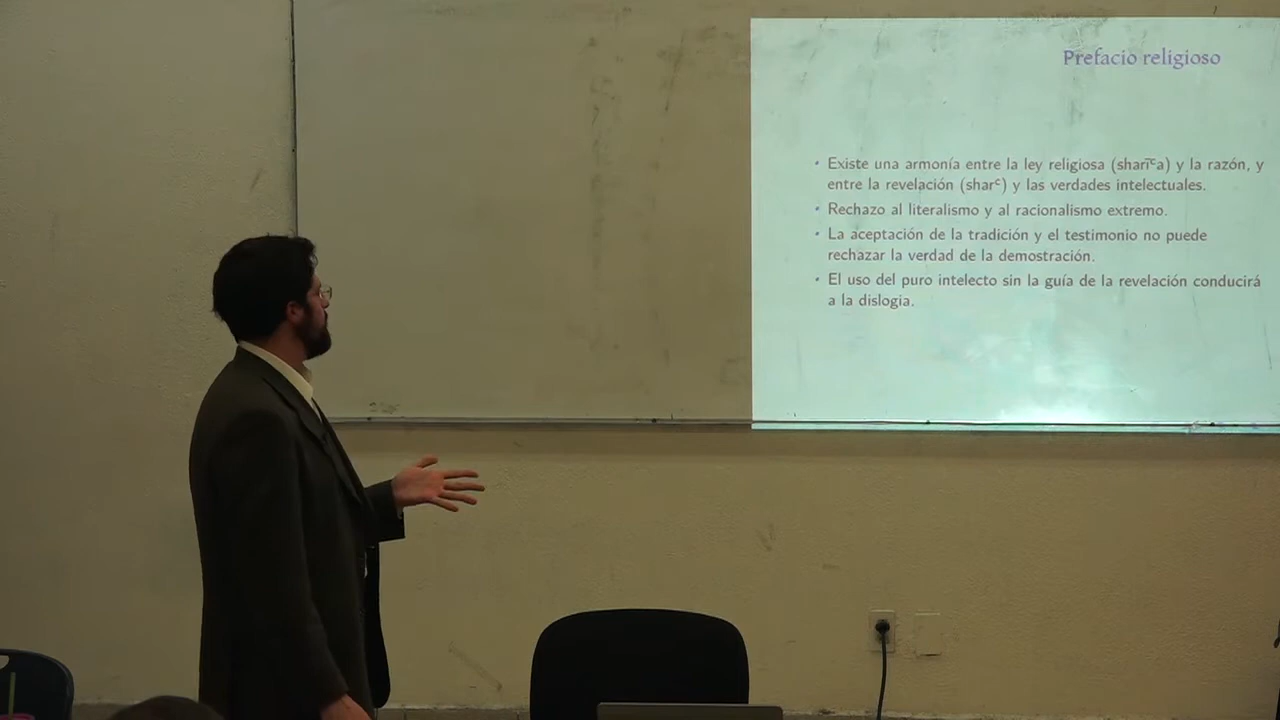 Prefacio religioso
• Existe una armonía entre la ley religiosa (sharīᶜa) y la razón, y
entre la revelación (sharᶜ) y las verdades intelectuales.
• Rechazo al literalismo y al racionalismo extremo.
• La aceptación de la tradición y el testimonio no puede
rechazar la verdad de la demostración.
• El uso del puro intelecto sin la guía de la revelación conducirá
a la dislogia.